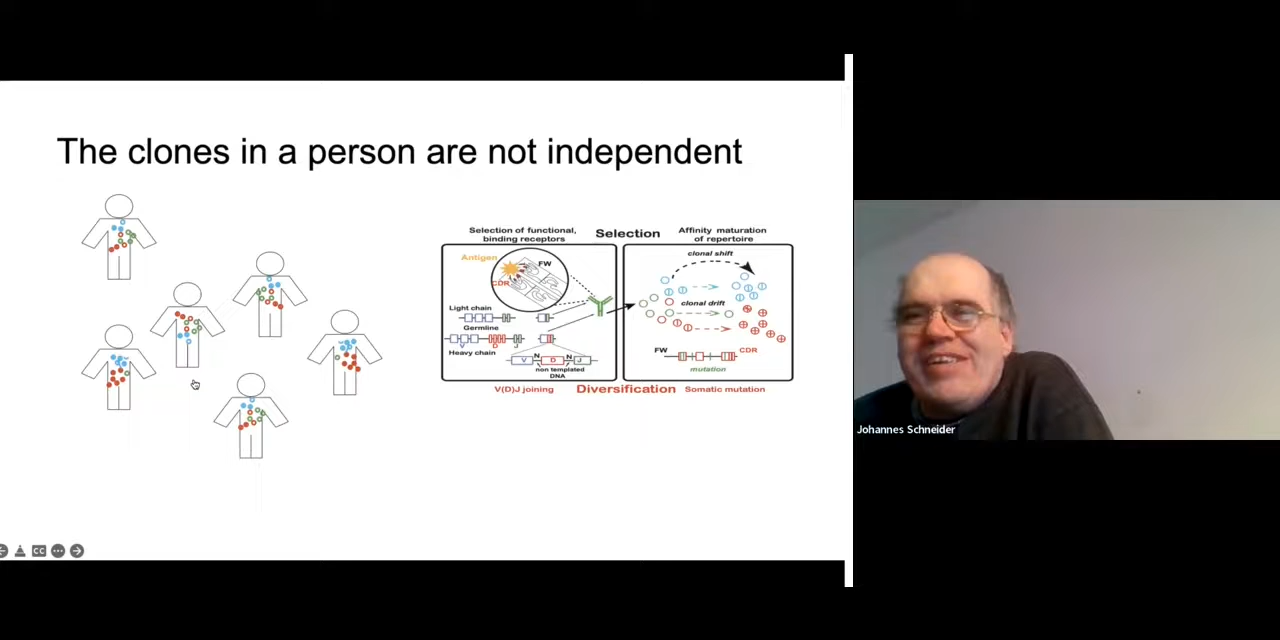 The clones in a person are not independent
Selection of functional,
binding receptors
Selection
Affinity maturation
of repertoire
Antigen
FW
CDR
Light chain
Germline
V
D
J
Heavy chain
N
N
V
D
J
non templated
DNA
clonal shift
clonal drift
FW
CDR
mutation
V(D)J joining
Diversification
Somatic mutation
Johannes Schneider
CC